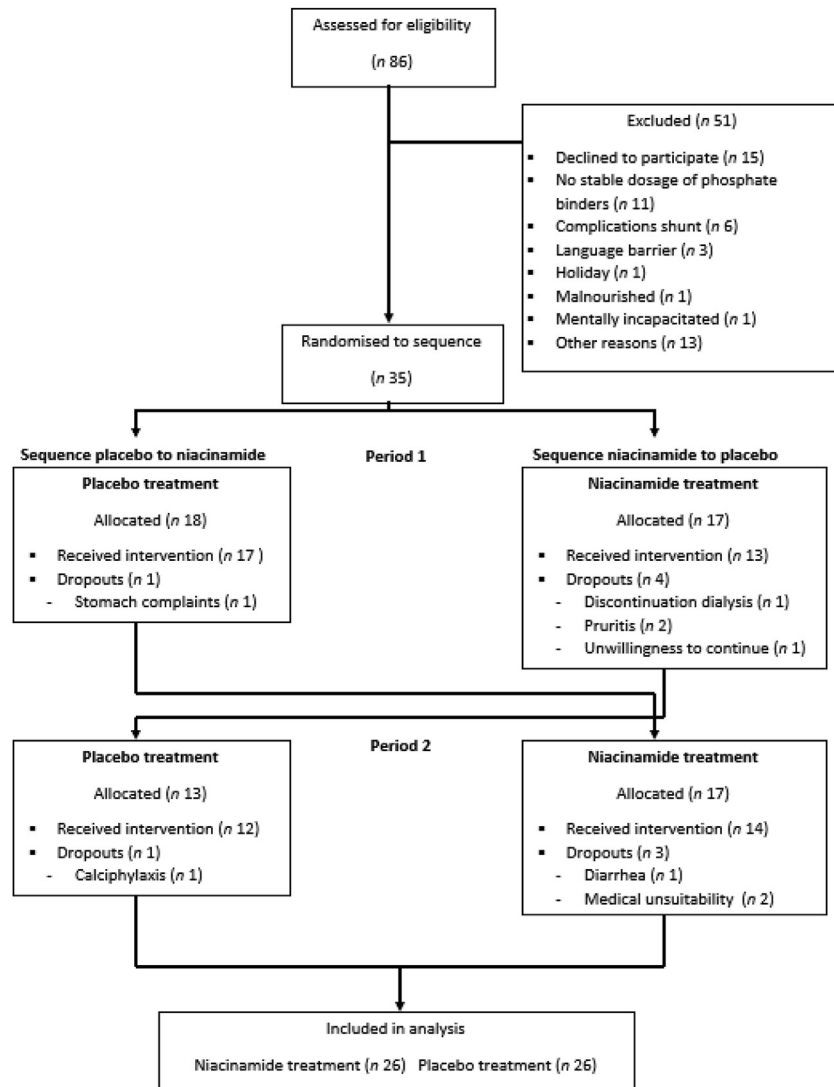 Assessed for eligibility
(n 86)
Excluded (n 51)
▪ Declined to participate (n 15)
▪ No stable dosage of phosphate
binders (n 11)
▪ Complications shunt (n 6)
▪ Language barrier (n 3)
▪ Holiday (n 1)
▪ Malnourished (n 1)
▪ Mentally incapacitated (n 1)
▪ Other reasons (n 13)
Randomised to sequence
(n 35)
Sequence placebo to niacinamide
Period 1
Sequence niacinamide to placebo
Placebo treatment
Allocated (n 18)
▪ Received intervention (n 17 )
▪ Dropouts (n 1)
- Stomach complaints (n 1)
Niacinamide treatment
Allocated (n 17)
▪ Received intervention (n 13)
▪ Dropouts (n 4)
- Discontinuation dialysis (n 1)
- Pruritis (n 2)
- Unwillingness to continue (n 1)
Period 2
Placebo treatment
Allocated (n 13)
▪ Received intervention (n 12)
▪ Dropouts (n 1)
- Calciphylaxis (n 1)
Niacinamide treatment
Allocated (n 17)
▪ Received intervention (n 14)
▪ Dropouts (n 3)
- Diarrhea (n 1)
- Medical unsuitability (n 2)
Included in analysis
Niacinamide treatment (n 26) Placebo treatment (n 26)